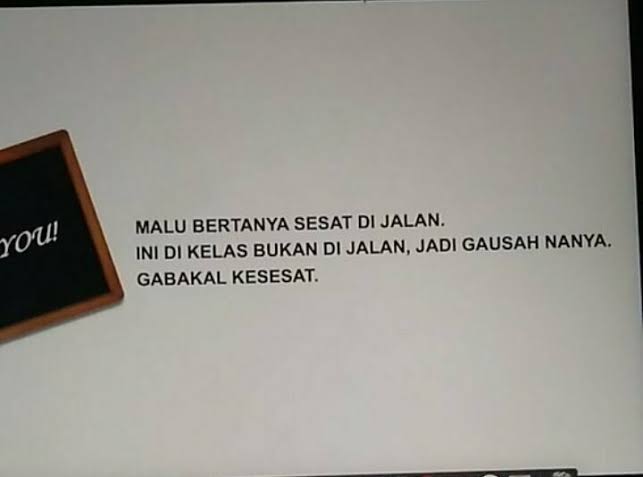 YOU!
MALU BERTANYA SESAT DI JALAN.
INI DI KELAS BUKAN DI JALAN, JADI GAUSAH NANYA.
GABAKAL KESESAT.